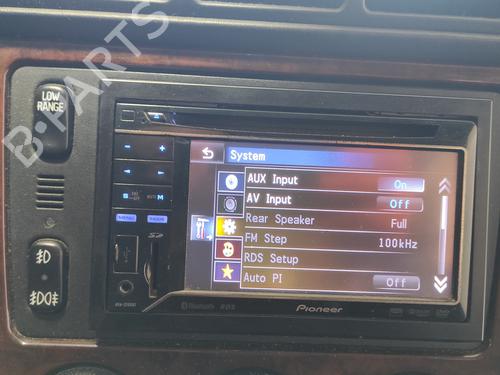 LOW
RANGE
System
AUX Input On
AV Input Off
Rear Speaker Full
FM Step 100kHz
RDS Setup
Auto PI Off
MENU
MODE
SD
Bluetooth
Pioneer
B-PARTS